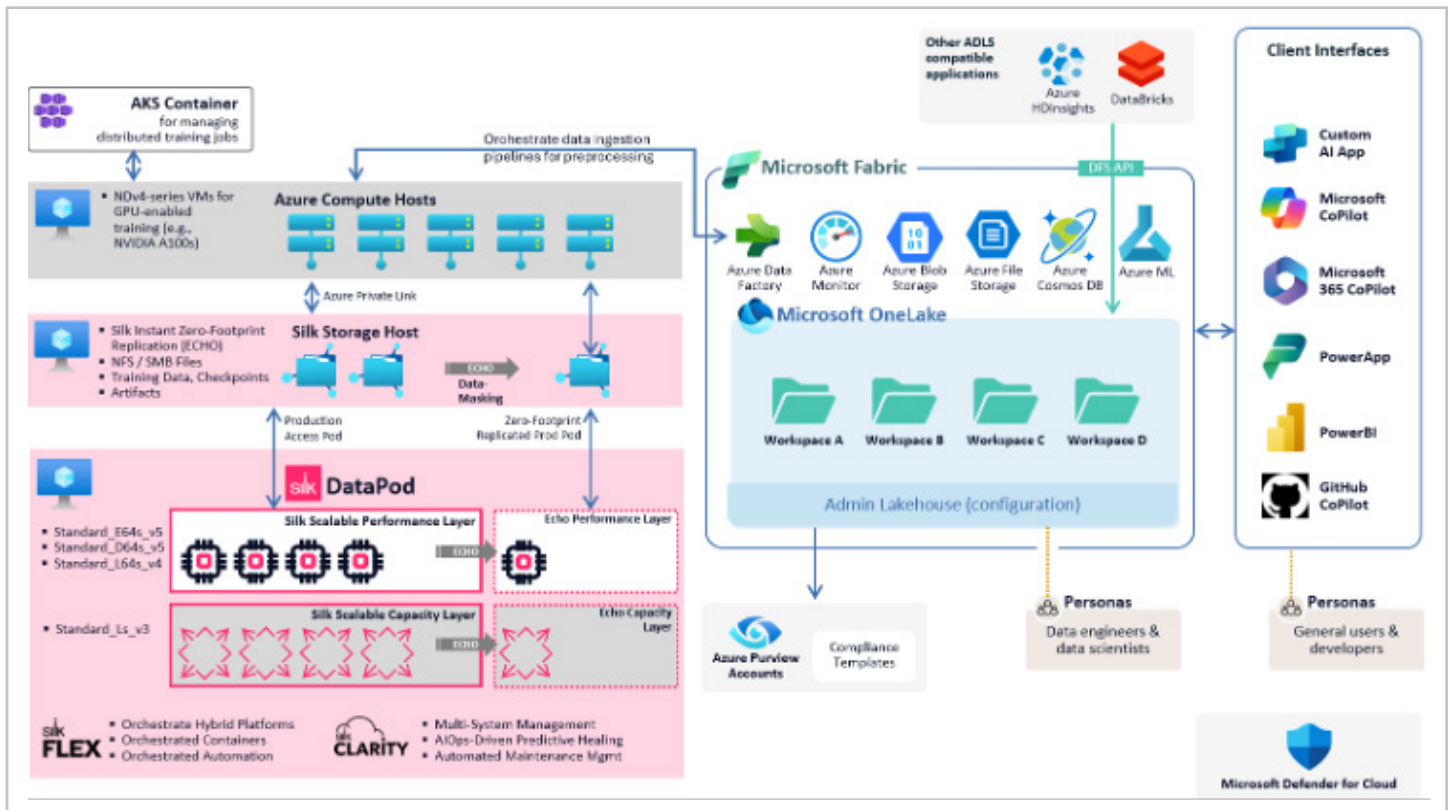 AKS Container
for managing
distributed training jobs
Orchestrate data ingestion
pipelines for preprocessing
Other ADLS
compatible
applications
Azure
HDInsights
DataBricks
DFS API
Client Interfaces
Custom
AI App
Microsoft
CoPilot
Microsoft
365 CoPilot
PowerApp
PowerBI
GitHub
CoPilot
▪ NDv4-series VMs for
GPU-enabled
training (e.g.,
NVIDIA A100s)
Azure Compute Hosts
Azure Private Link
▪ Silk Instant Zero-Footprint
Replication (ECHO)
▪ NFS / SMB Files
▪ Training Data, Checkpoints
▪ Artifacts
Silk Storage Host
ECHO
Data-
Masking
Production
Access Pod
Zero-Footprint
Replicated Prod Pod
silk DataPod
▪ Standard_E64s_v5
▪ Standard_D64s_v5
▪ Standard_L64s_v4
Silk Scalable Performance Layer
ECHO
Echo Performance Layer
▪ Standard_Ls_v3
Silk Scalable Capacity Layer
ECHO
Echo Capacity
Layer
silk
FLEX
▪ Orchestrate Hybrid Platforms
▪ Orchestrated Containers
▪ Orchestrated Automation
silk
CLARITY
▪ Multi-System Management
▪ AIOps-Driven Predictive Healing
▪ Automated Maintenance Mgmt
Microsoft Fabric
Azure Data
Factory
Azure
Monitor
10
01
Azure Blob
Storage
Azure File
Storage
Azure
Cosmos DB
Azure ML
Microsoft OneLake
Workspace A
Workspace B
Workspace C
Workspace D
Admin Lakehouse (configuration)
Azure Purview
Accounts
Compliance
Templates
Personas
Data engineers &
data scientists
Personas
General users &
developers
Microsoft Defender for Cloud